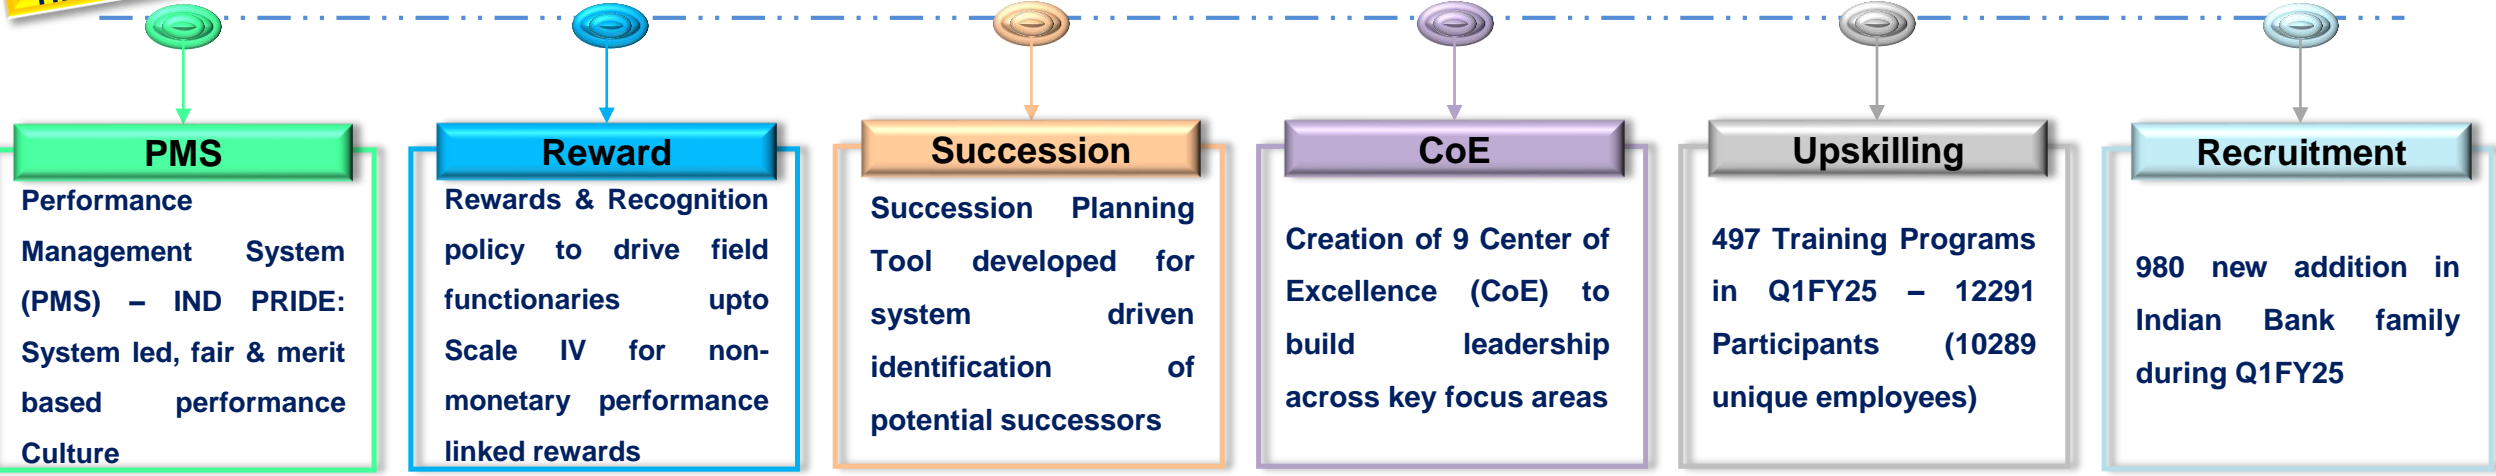 PMS
Performance
Management System
(PMS) – IND PRIDE:
System led, fair & merit
based performance
Culture
Reward
Rewards & Recognition
policy to drive field
functionaries upto
Scale IV for non-
monetary performance
linked rewards
Succession
Succession Planning
Tool developed for
system driven
identification of
potential successors
CoE
Creation of 9 Center of
Excellence (CoE) to
build leadership
across key focus areas
Upskilling
497 Training Programs
in Q1FY25 – 12291
Participants (10289
unique employees)
Recruitment
980 new addition in
Indian Bank family
during Q1FY25